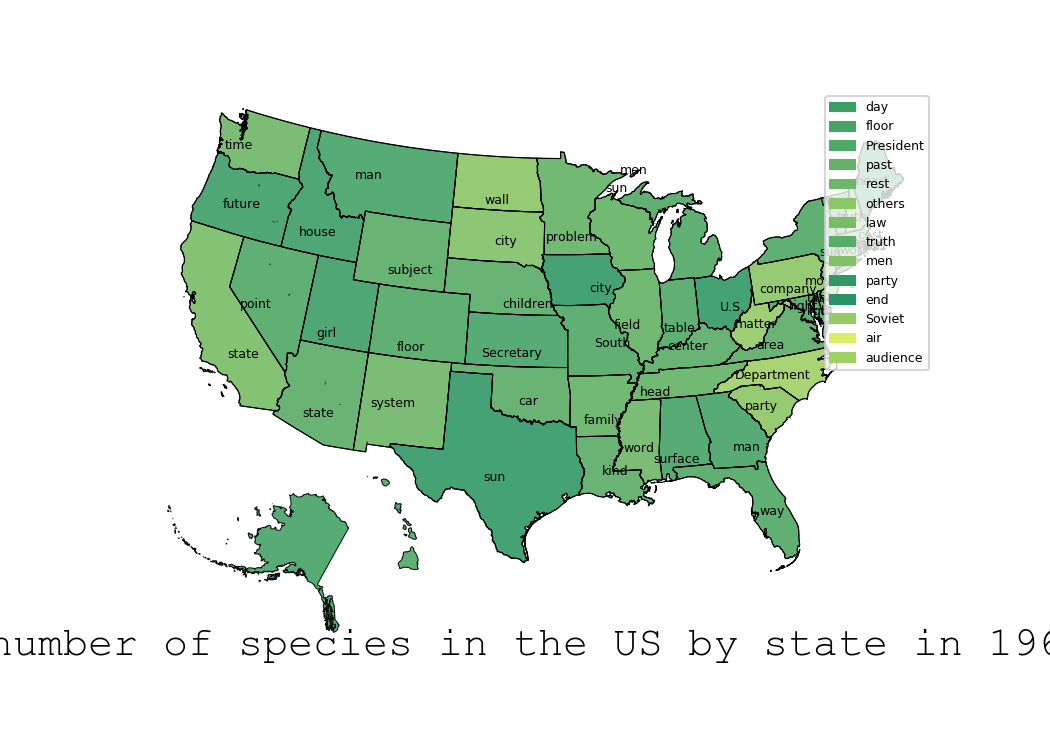 day
floor
President
past
rest
others
law
truth
men
party
end
Soviet
air
audience
time
man
men
sun
future
wall
house
city
problem
subject
point
children
city
U.S.
company
girl
field
table
matter
state
floor
Secretary
South
center
area
Department
state
system
car
head
party
family
word
man
surface
sun
kind
way
number of species in the US by state in 196